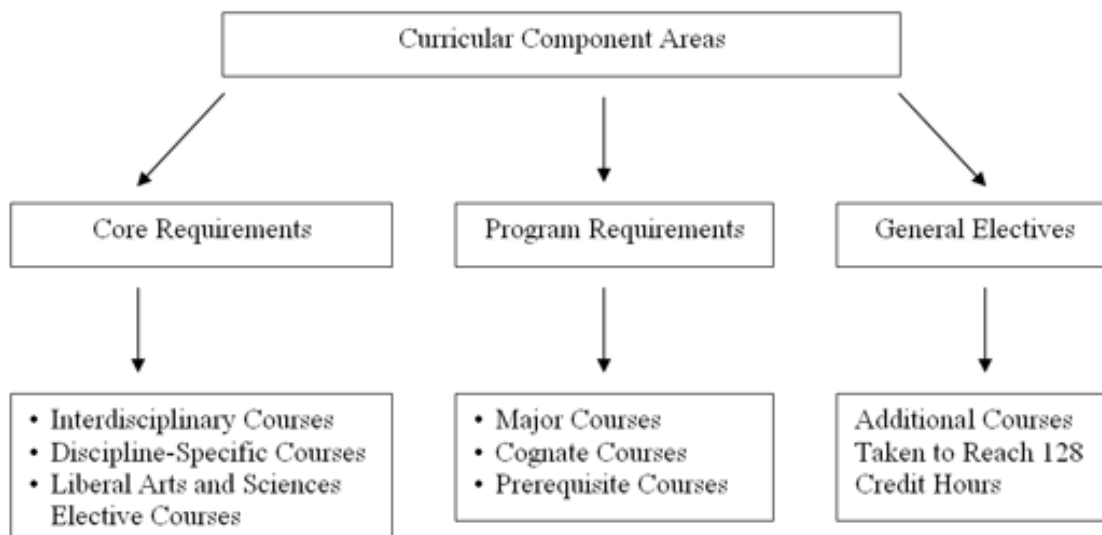 Curricular Component Areas
Core Requirements
Program Requirements
General Electives
• Interdisciplinary Courses
• Discipline-Specific Courses
• Liberal Arts and Sciences
Elective Courses
• Major Courses
• Cognate Courses
• Prerequisite Courses
Additional Courses
Taken to Reach 128
Credit Hours